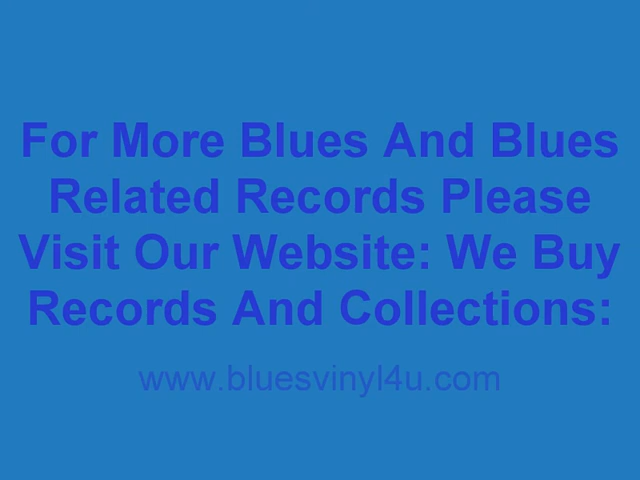 For More Blues And Blues
Related Records Please
Visit Our Website: We Buy
Records And Collections:
www.bluesvinyl4u.com